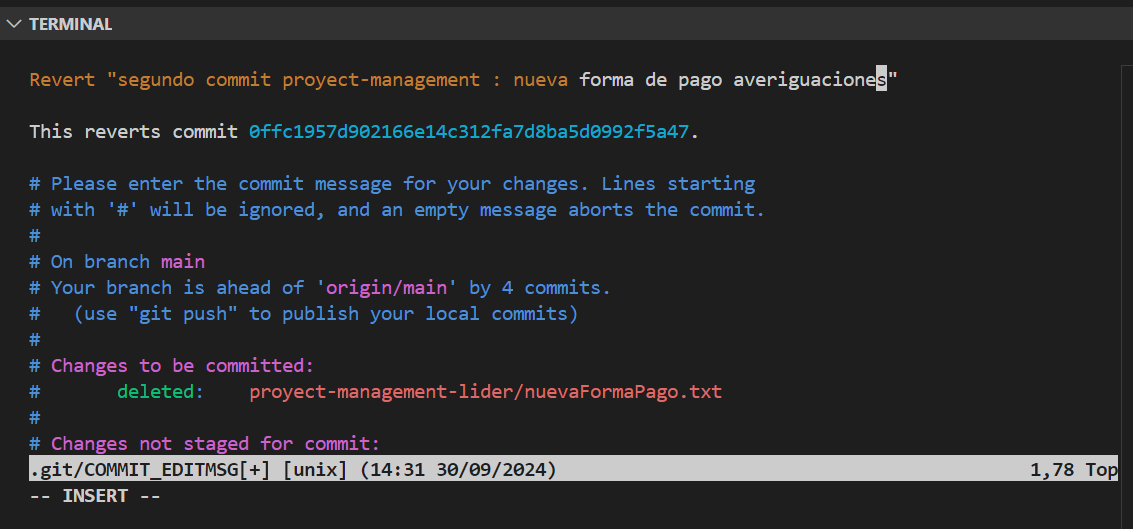 TERMINAL
Revert "segundo commit proyect-management : nueva forma de pago averiguaciones"
This reverts commit 0ffc1957d902166e14c312fa7d8ba5d0992f5a47.
# Please enter the commit message for your changes. Lines starting
# with '#' will be ignored, and an empty message aborts the commit.
#
# On branch main
# Your branch is ahead of 'origin/main' by 4 commits.
#   (use "git push" to publish your local commits)
#
# Changes to be committed:
#       deleted:    proyect-management-lider/nuevaFormaPago.txt
#
# Changes not staged for commit:
.git/COMMIT_EDITMSG[+] [unix] (14:31 30/09/2024) 1,78 Top
-- INSERT --